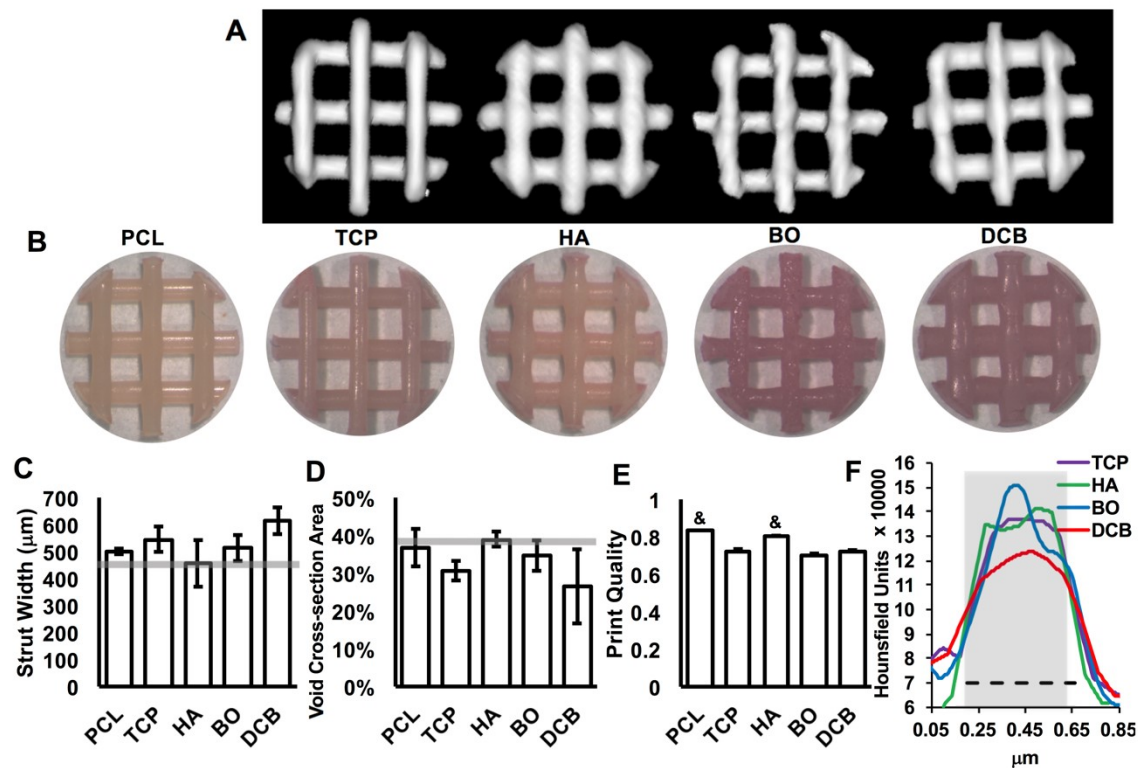 A
B
PCL TCP HA BO DCB
C
700
600
500
400
300
200
100
0
Strut Width (μm)
PCL TCP HA BO DCB
D
50%
40%
30%
20%
10%
0%
Void Cross-section Area
PCL TCP HA BO DCB
E
1
0.8
0.6
0.4
0.2
0
Print Quality
& &
PCL TCP HA BO DCB
F
16
15
14
13
12
11
10
9
8
7
6
Hounsfield Units x 10000
TCP
HA
BO
DCB
0.05 0.25 0.45 0.65 0.85
μm